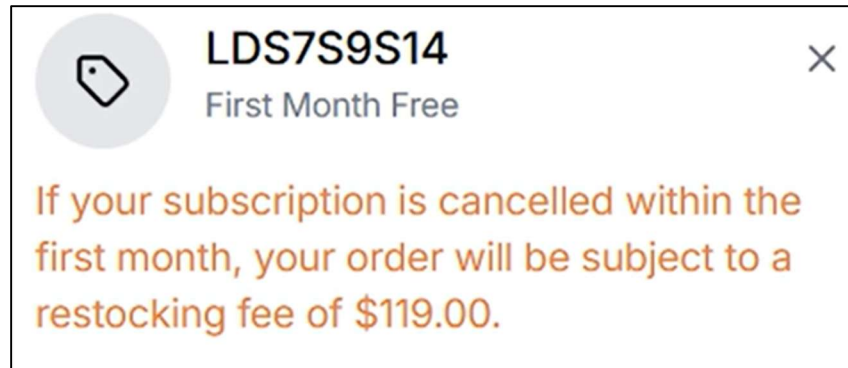 LDS7S9S14
First Month Free
If your subscription is cancelled within the
first month, your order will be subject to a
restocking fee of $119.00.